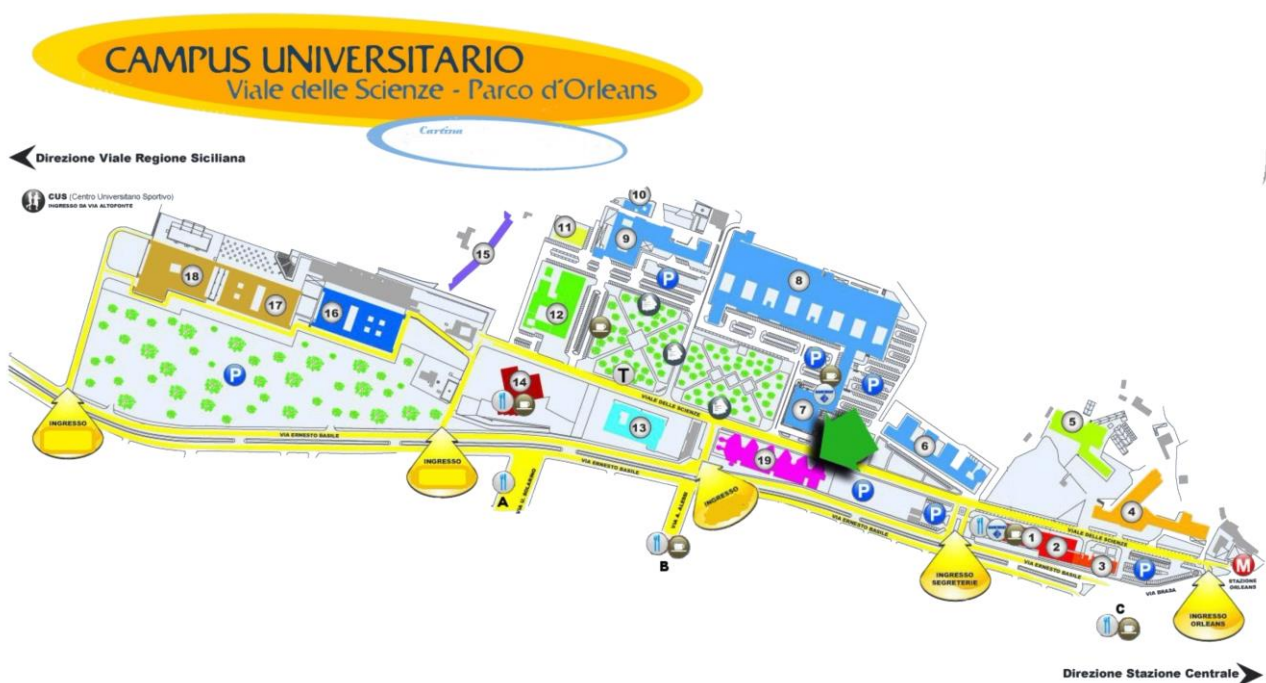 CAMPUS UNIVERSITARIO
Viale delle Scienze - Parco d'Orleans
Cartina
Direzione Viale Regione Siciliana
CUS (Centro Universitario Sportivo)
INGRESSO DA VIA ALTOFONTE
10
11
9
15
P
8
18
17
16
12
P
T
P
P
14
7
VIALE DELLE SCIENZE
5
INGRESSO
VIA ERNESTO BASILE
13
6
INGRESSO
VIA ERNESTO BASILE
19
A
INGRESSO
P
4
VIA ERNESTO BASILE
P
VIALE DELLE SCIENZE
1
2
3
B
VIA ERNESTO BASILE
P
M
STAZIONE
ORLEANS
INGRESSO
SEGRETERIE
VIA BRASA
C
INGRESSO
ORLEANS
Direzione Stazione Centrale